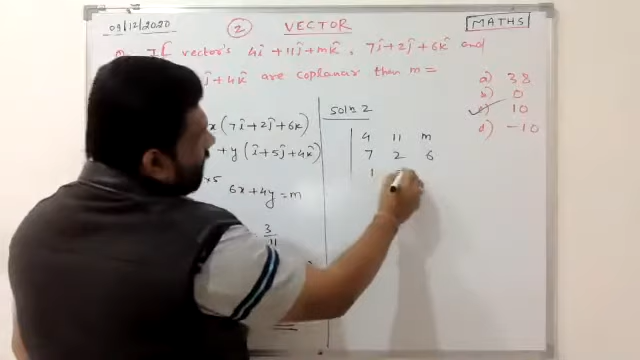 09/12/2020 2 VECTOR MATHS
Q. If vector's 4î + 11ĵ + mk̂, 7î + 2ĵ + 6k̂ and
ĵ + 4k̂ are coplanar than m =
a) 38
b) 0
c) 10
d) -10
x (7î + 2ĵ + 6k̂)
+ y (î + 5ĵ + 4k̂)
6x + 4y = m
3
11
Soln 2
4 11 m
7 2 6
1